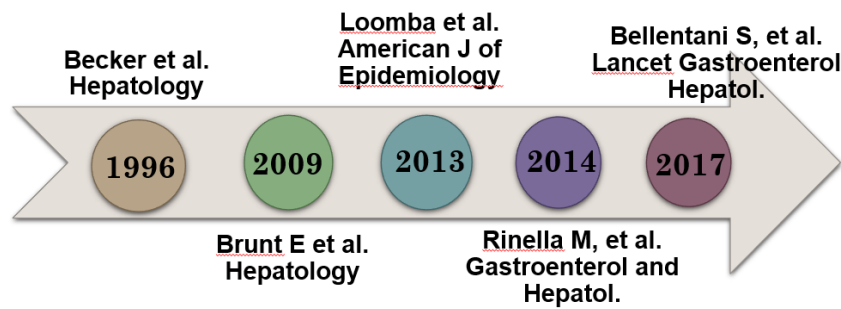 Becker et al.
Hepatology
Loomba et al.
American J of
Epidemiology
Bellentani S, et al.
Lancet Gastroenterol
Hepatol.
1996
2009
2013
2014
2017
Brunt E et al.
Hepatology
Rinella M, et al.
Gastroenterol and
Hepatol.